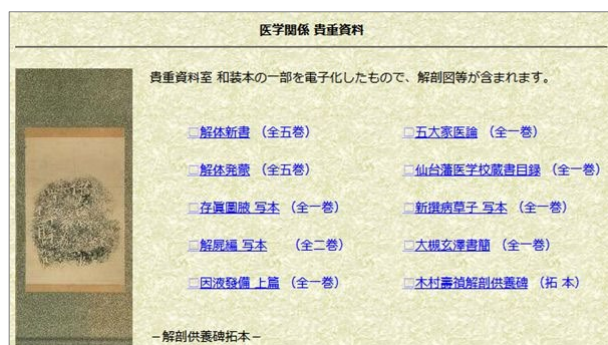 医学関係 貴重資料
貴重資料室 和装本の一部を電子化したもので、解剖図等が含まれます。
□解体新書 （全五巻） □五大家医論 （全一巻）
□解体発蒙 （全五巻） □仙台藩医学校蔵書目録 （全一巻）
□存眞圖腋 写本 （全一巻） □新撰病草子 写本 （全一巻）
□解屍編 写本 （全二巻） □大槻玄澤書簡 （全一巻）
□因液發備 上篇 （全一巻） □木村壽禎解剖供養碑 （拓 本）
－解剖供養碑拓本－